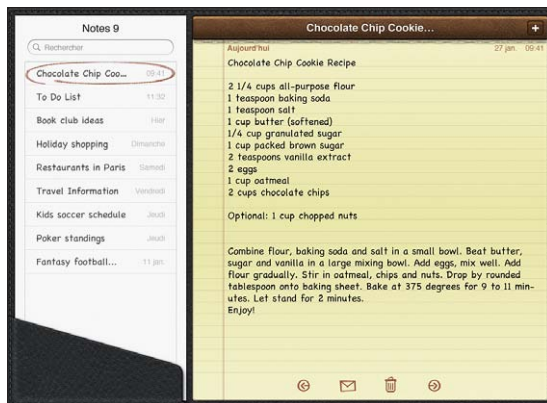 Notes 9
Rechercher
Chocolate Chip Coo... 09:41
To Do List 11:32
Book club ideas Hier
Holiday shopping Dimanche
Restaurants in Paris Samedi
Travel Information Vendredi
Kids soccer schedule Jeudi
Poker standings Jeudi
Fantasy football... 11 jan.
Chocolate Chip Cookie...
+
Aujourd'hui 27 jan. 09:41
Chocolate Chip Cookie Recipe
2 1/4 cups all-purpose flour
1 teaspoon baking soda
1 teaspoon salt
1 cup butter (softened)
1/4 cup granulated sugar
1 cup packed brown sugar
2 teaspoons vanilla extract
2 eggs
1 cup oatmeal
2 cups chocolate chips
Optional: 1 cup chopped nuts
Combine flour, baking soda and salt in a small bowl. Beat butter,
sugar and vanilla in a large mixing bowl. Add eggs, mix well. Add
flour gradually. Stir in oatmeal, chips and nuts. Drop by rounded
tablespoon onto baking sheet. Bake at 375 degrees for 9 to 11 min-
utes. Let stand for 2 minutes.
Enjoy!